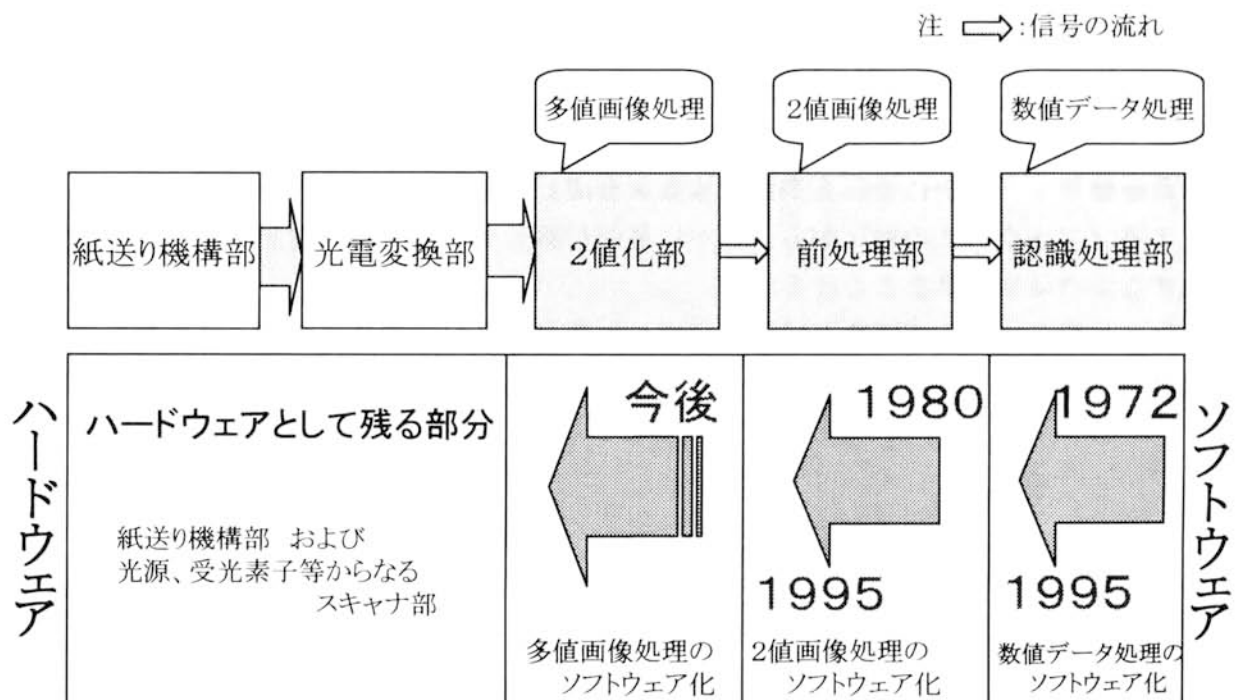 注 ⇨:信号の流れ
多値画像処理
2値画像処理
数値データ処理
紙送り機構部
光電変換部
2値化部
前処理部
認識処理部
ハードウェア
ハードウェアとして残る部分
紙送り機構部 および
光源、受光素子等からなる
スキャナ部
今後
多値画像処理の
ソフトウェア化
1980
1995
2値画像処理の
ソフトウェア化
1972
1995
数値データ処理の
ソフトウェア化
ソフトウェア